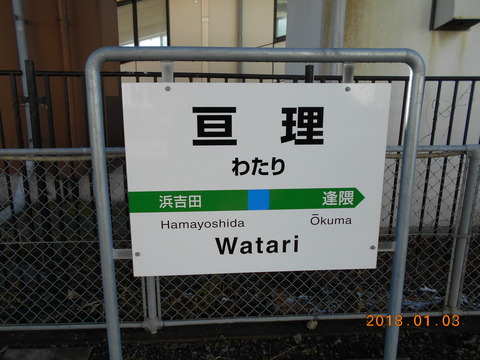 亘理
わたり
浜吉田 逢隈
Hamayoshida Ōkuma
Watari
2018.01.03